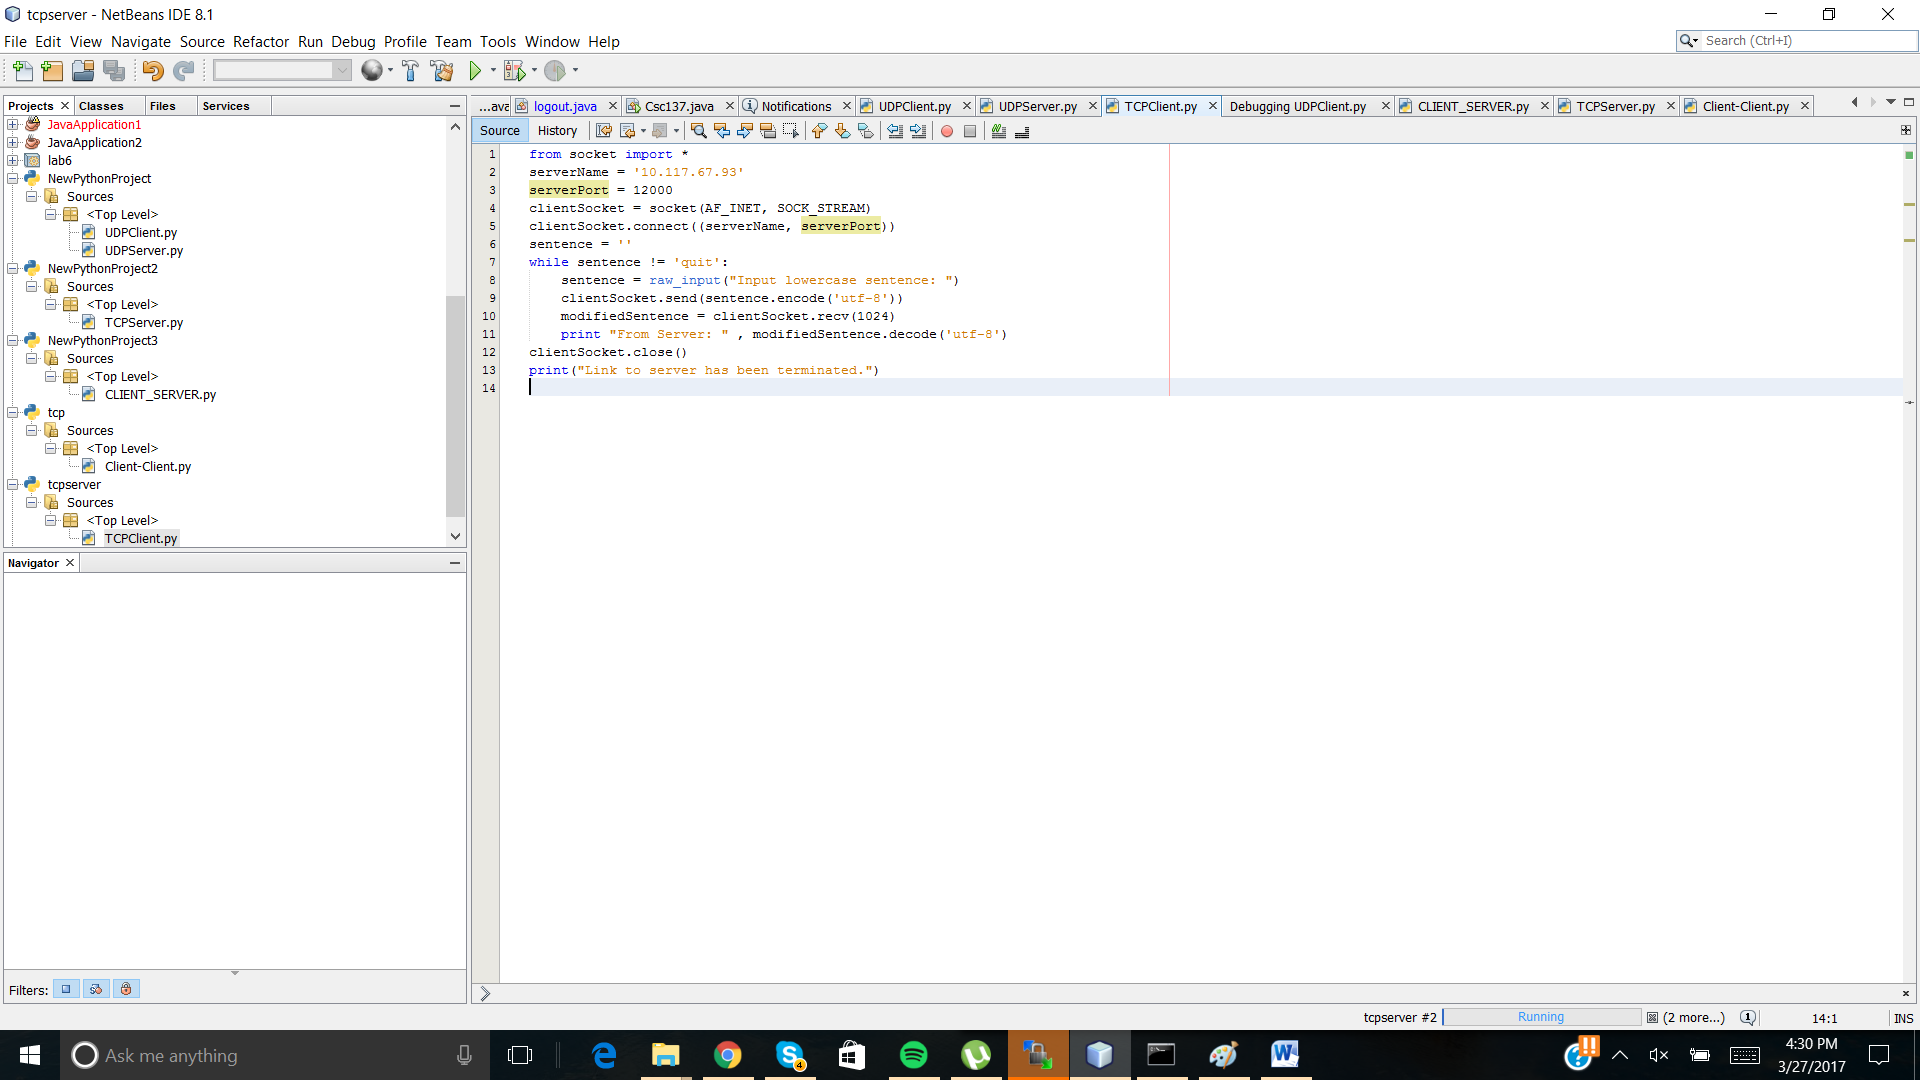 tcpserver - NetBeans IDE 8.1
File Edit View Navigate Source Refactor Run Debug Profile Team Tools Window Help
Search (Ctrl+I)
Projects Classes Files Services
...ava logout.java Csc137.java Notifications UDPClient.py UDPServer.py TCPClient.py Debugging UDPClient.py CLIENT_SERVER.py TCPServer.py Client-Client.py
Source History
JavaApplication1
JavaApplication2
lab6
NewPythonProject
Sources
<Top Level>
UDPClient.py
UDPServer.py
NewPythonProject2
Sources
<Top Level>
TCPServer.py
NewPythonProject3
Sources
<Top Level>
CLIENT_SERVER.py
tcp
Sources
<Top Level>
Client-Client.py
tcpserver
Sources
<Top Level>
TCPClient.py
Navigator
Filters:
1 from socket import *
2 serverName = '10.117.67.93'
3 serverPort = 12000
4 clientSocket = socket(AF_INET, SOCK_STREAM)
5 clientSocket.connect((serverName, serverPort))
6 sentence = ''
7 while sentence != 'quit':
8 sentence = raw_input("Input lowercase sentence: ")
9 clientSocket.send(sentence.encode('utf-8'))
10 modifiedSentence = clientSocket.recv(1024)
11 print "From Server: " , modifiedSentence.decode('utf-8')
12 clientSocket.close()
13 print("Link to server has been terminated.")
14
tcpserver #2 Running (2 more...) 14:1 INS
Ask me anything
4
4:30 PM
3/27/2017